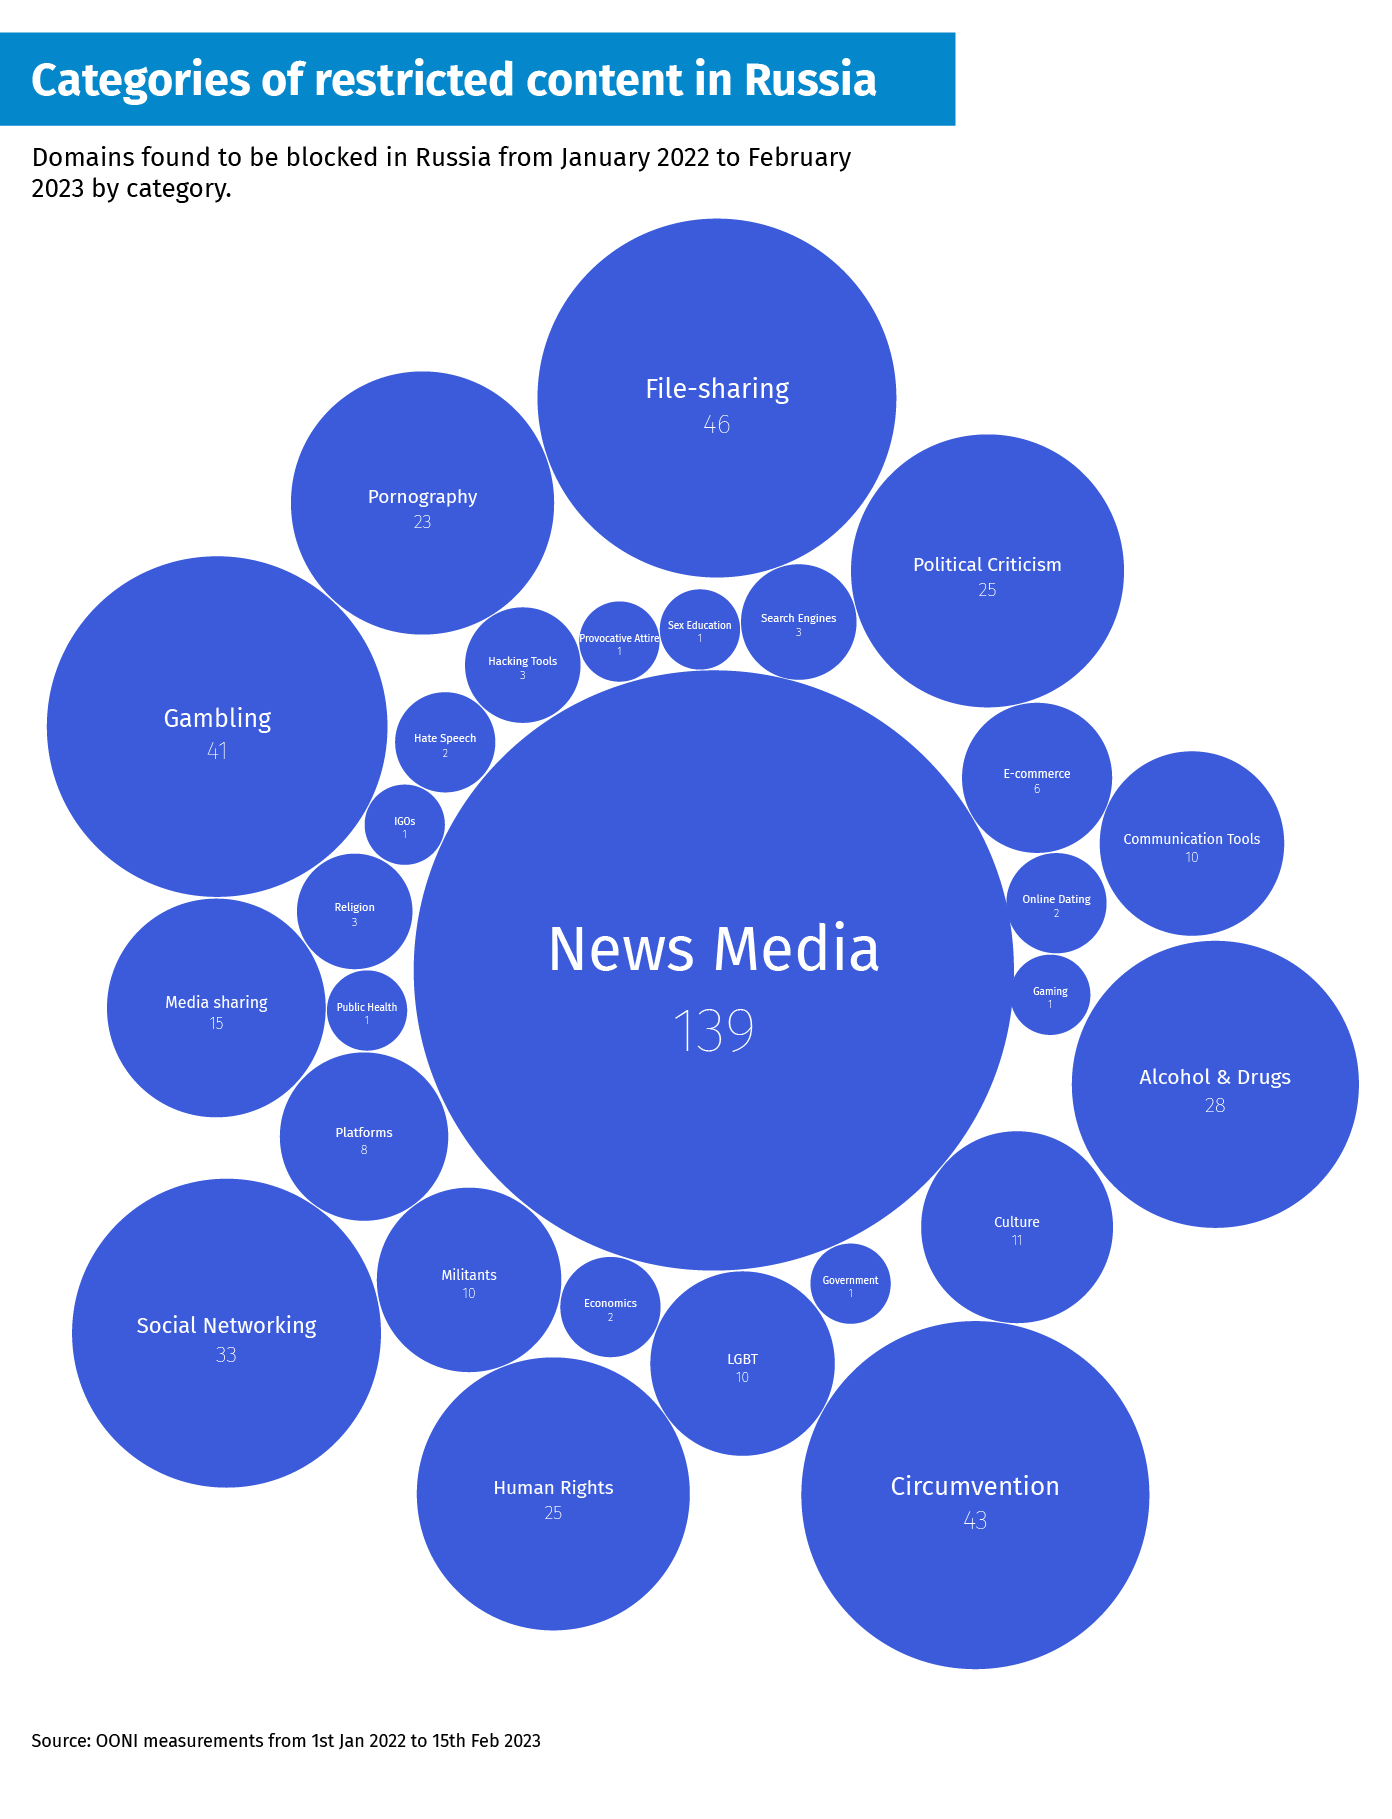 Categories of restricted content in Russia
Domains found to be blocked in Russia from January 2022 to February
2023 by category.
File-sharing
46
Pornography
23
Political Criticism
25
Search Engines
3
Sex Education
1
Provocative Attire
1
Hacking Tools
3
Gambling
41
Hate Speech
2
E-commerce
6
IGOs
1
Communication Tools
10
Religion
3
Online Dating
2
News Media
139
Media sharing
15
Public Health
1
Gaming
1
Alcohol & Drugs
28
Platforms
8
Culture
11
Militants
10
Government
1
Economics
2
Social Networking
33
LGBT
10
Human Rights
25
Circumvention
43
Source: OONI measurements from 1st Jan 2022 to 15th Feb 2023